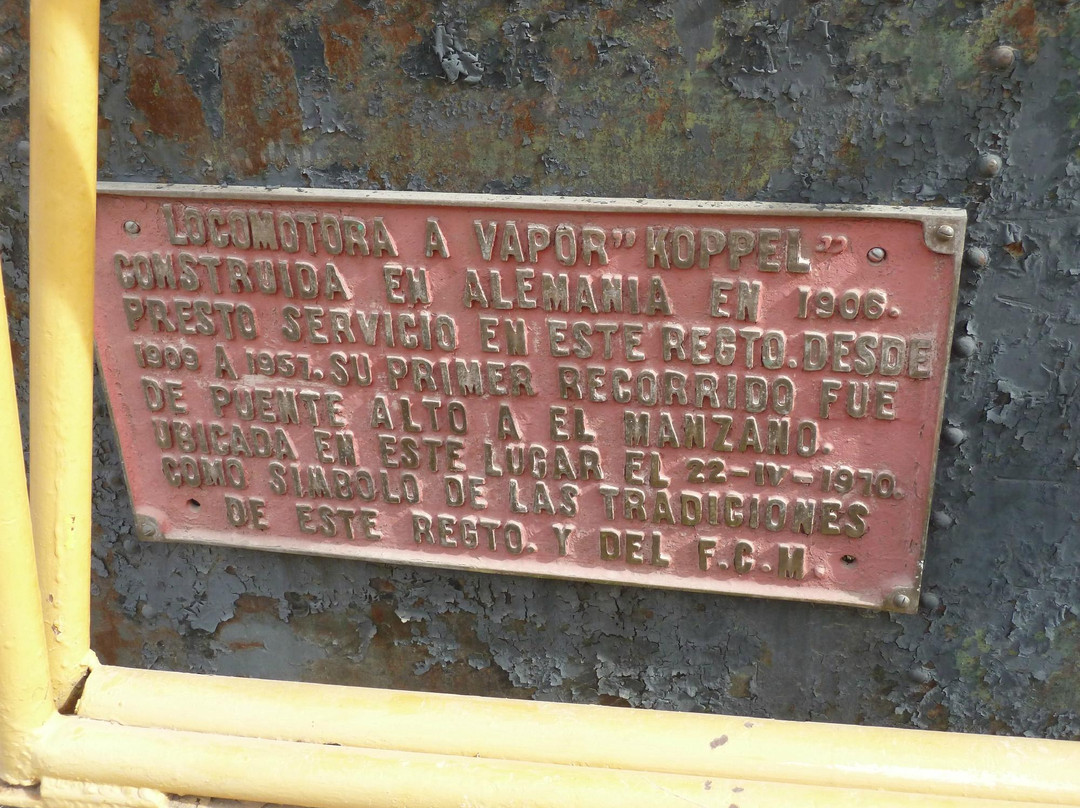 LOCOMOTORA A VAPOR "KOPPEL"
CONSTRUIDA EN ALEMANIA EN 1906.
PRESTO SERVICIO EN ESTE REGTO. DESDE
1909 A 1957. SU PRIMER RECORRIDO FUE
DE PUENTE ALTO A EL MANZANO.
UBICADA EN ESTE LUGAR EL 22-IV-1970.
COMO SIMBOLO DE LAS TRADICIONES
DE ESTE REGTO. Y DEL F.C.M.